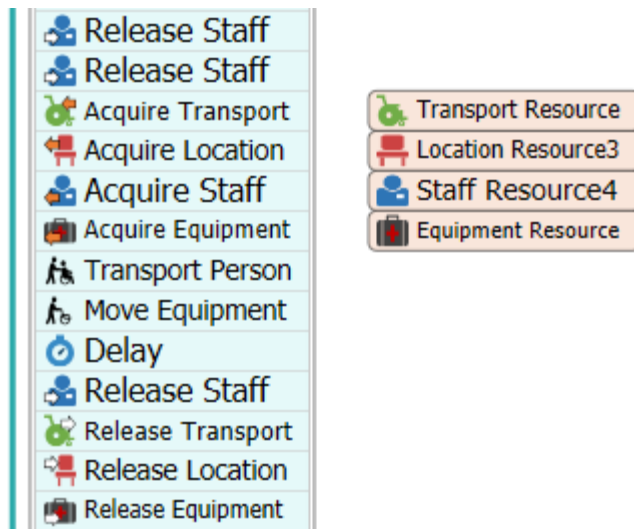 Release Staff
Release Staff
Acquire Transport
Acquire Location
Acquire Staff
Acquire Equipment
Transport Person
Move Equipment
Delay
Release Staff
Release Transport
Release Location
Release Equipment
Transport Resource
Location Resource3
Staff Resource4
Equipment Resource